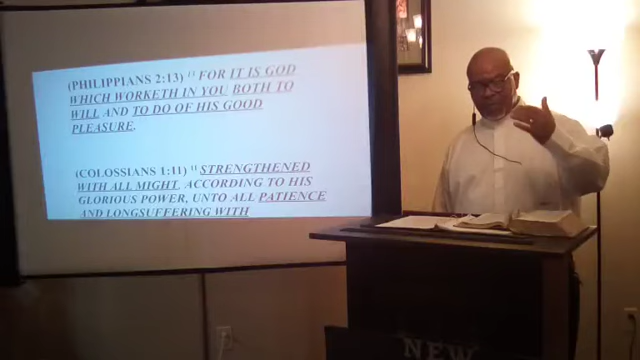 (PHILIPPIANS 2:13) 13 FOR IT IS GOD
WHICH WORKETH IN YOU BOTH TO
WILL AND TO DO OF HIS GOOD
PLEASURE.
(COLOSSIANS 1:11) 11 STRENGTHENED
WITH ALL MIGHT, ACCORDING TO HIS
GLORIOUS POWER, UNTO ALL PATIENCE
AND LONGSUFFERING WITH
NEW